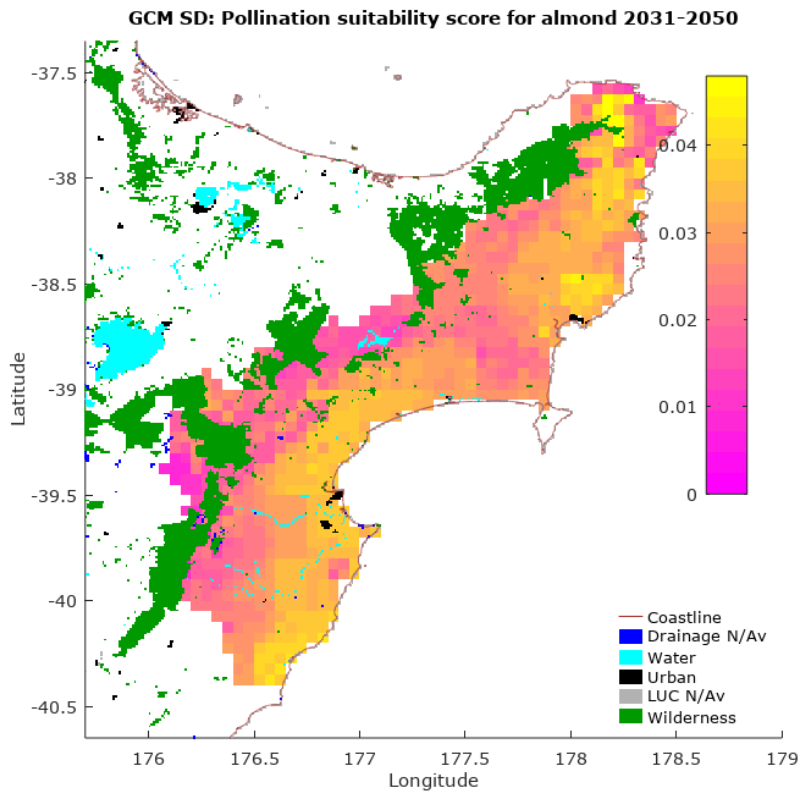 GCM SD: Pollination suitability score for almond 2031-2050
-37.5
-38
-38.5
-39
-39.5
-40
-40.5
Latitude
176
176.5
177
177.5
178
178.5
179
Longitude
0.04
0.03
0.02
0.01
0
Coastline
Drainage N/Av
Water
Urban
LUC N/Av
Wilderness